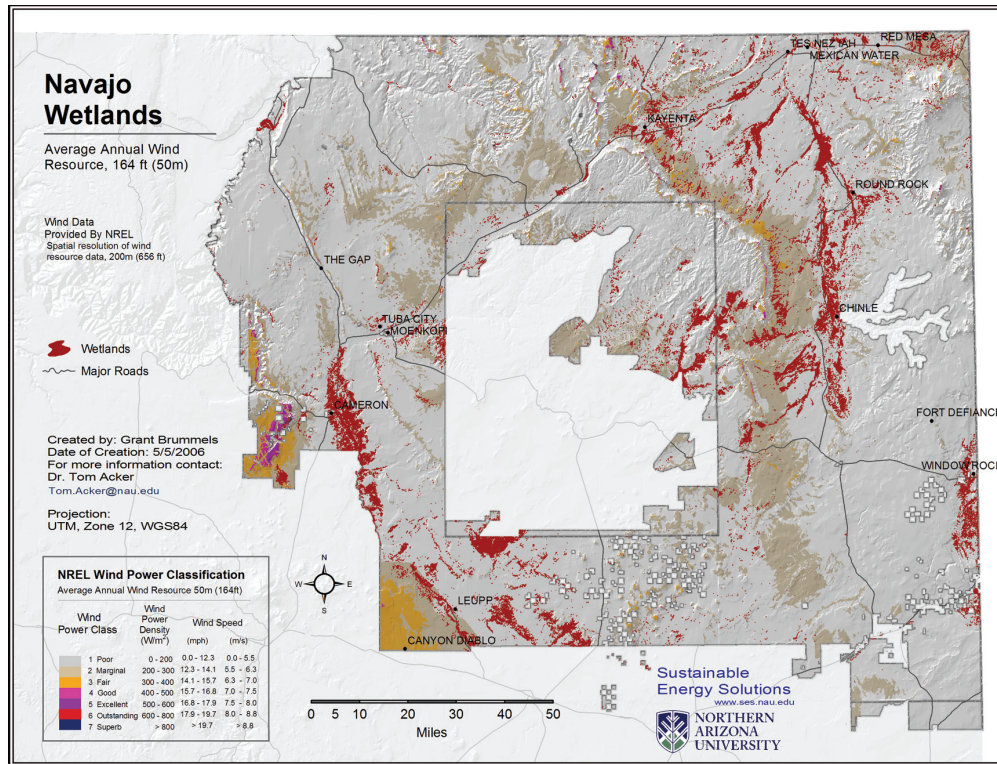 Navajo
Wetlands
Average Annual Wind
Resource, 164 ft (50m)
Wind Data
Provided By NREL
Spatial resolution of wind
resource data, 200m (656 ft)
Wetlands
Major Roads
Created by: Grant Brummels
Date of Creation: 5/5/2006
For more information contact:
Dr. Tom Acker
Tom.Acker@nau.edu
Projection:
UTM, Zone 12, WGS84
TES NEZ IAH
RED MESA
MEXICAN WATER
KAYENTA
ROUND ROCK
THE GAP
TUBA CITY
MOENKOPI
CHINLE
CAMERON
FORT DEFIANCE
WINDOW ROCK
LEUPP
CANYON DIABLO
N
W E
S
NREL Wind Power Classification
Average Annual Wind Resource 50m (164ft)
Wind Power Class Wind Power Density (W/m²) Wind Speed (mph) (m/s)
1 Poor 0 - 200 0.0 - 12.3 0.0 - 5.5
2 Marginal 200 - 300 12.3 - 14.1 5.5 - 6.3
3 Fair 300 - 400 14.1 - 15.7 6.3 - 7.0
4 Good 400 - 500 15.7 - 16.8 7.0 - 7.5
5 Excellent 500 - 600 16.8 - 17.9 7.5 - 8.0
6 Outstanding 600 - 800 17.9 - 19.7 8.0 - 8.8
7 Superb > 800 > 19.7 > 8.8
0 5 10 20 30 40 50
Miles
Sustainable
Energy Solutions
www.ses.nau.edu
NORTHERN
ARIZONA
UNIVERSITY